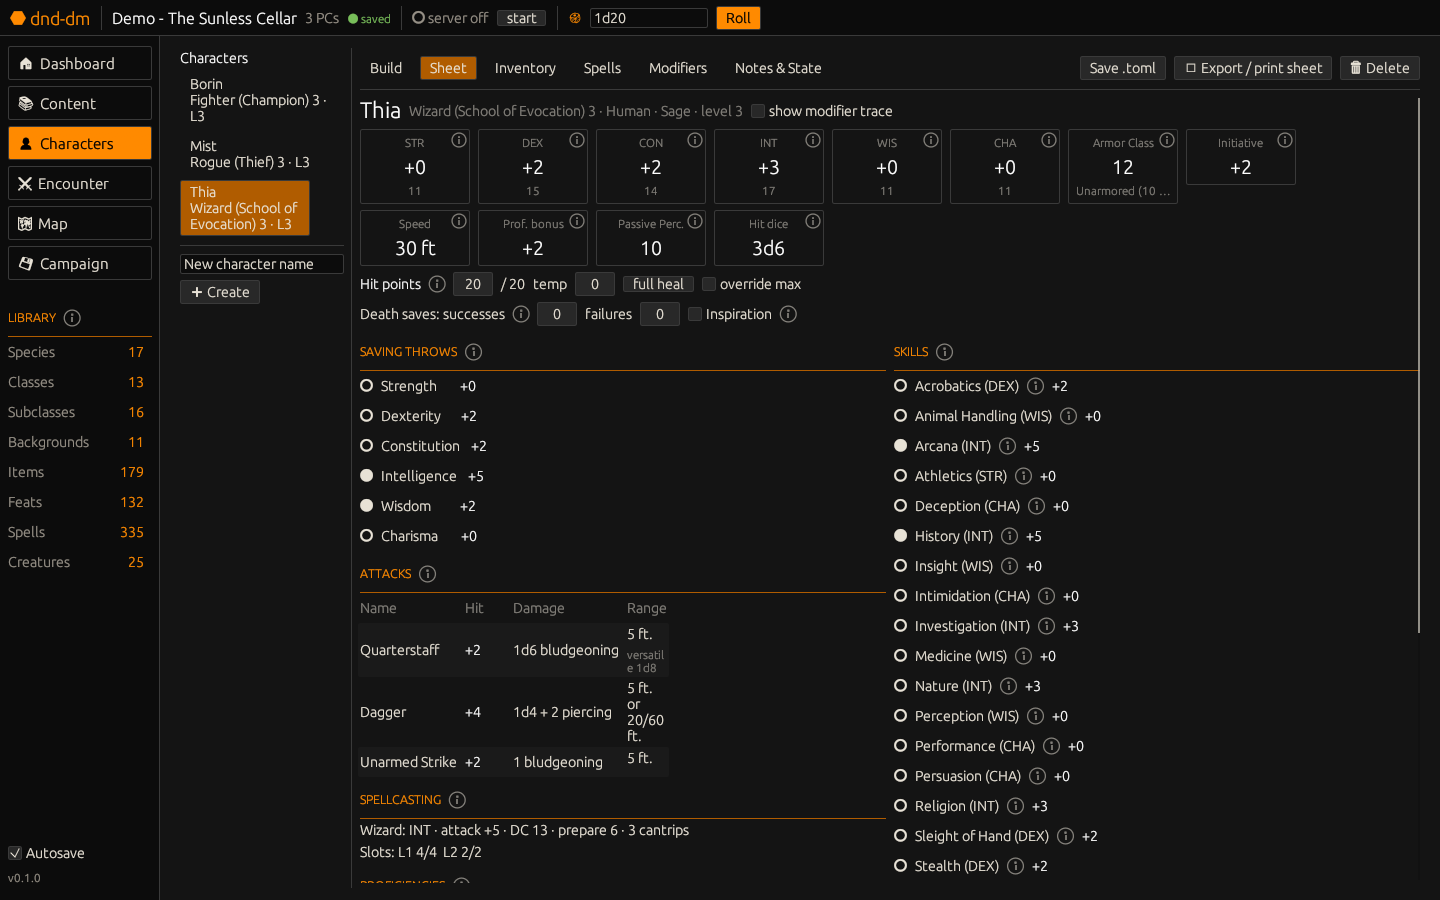 dnd-dm
Demo - The Sunless Cellar 3 PCs saved
server off start
1d20 Roll
Dashboard
Content
Characters
Encounter
Map
Campaign
LIBRARY
Species 17
Classes 13
Subclasses 16
Backgrounds 11
Items 179
Feats 132
Spells 335
Creatures 25
Autosave
v0.1.0
Characters
Borin
Fighter (Champion) 3 ·
L3
Mist
Rogue (Thief) 3 · L3
Thia
Wizard (School of
Evocation) 3 · L3
New character name
+ Create
Build Sheet Inventory Spells Modifiers Notes & State
Save .toml Export / print sheet Delete
Thia Wizard (School of Evocation) 3 · Human · Sage · level 3 show modifier trace
STR
+0
11
DEX
+2
15
CON
+2
14
INT
+3
17
WIS
+0
11
CHA
+0
11
Armor Class
12
Unarmored (10 ...
Initiative
+2
Speed
30 ft
Prof. bonus
+2
Passive Perc.
10
Hit dice
3d6
Hit points 20 / 20 temp 0 full heal override max
Death saves: successes 0 failures 0 Inspiration
SAVING THROWS
Strength +0
Dexterity +2
Constitution +2
Intelligence +5
Wisdom +2
Charisma +0
ATTACKS
Name Hit Damage Range
Quarterstaff +2 1d6 bludgeoning 5 ft.
versatil
e 1d8
Dagger +4 1d4 + 2 piercing 5 ft.
or
20/60
ft.
Unarmed Strike +2 1 bludgeoning 5 ft.
SPELLCASTING
Wizard: INT · attack +5 · DC 13 · prepare 6 · 3 cantrips
Slots: L1 4/4 L2 2/2
PROFICIENCIES
SKILLS
Acrobatics (DEX) +2
Animal Handling (WIS) +0
Arcana (INT) +5
Athletics (STR) +0
Deception (CHA) +0
History (INT) +5
Insight (WIS) +0
Intimidation (CHA) +0
Investigation (INT) +3
Medicine (WIS) +0
Nature (INT) +3
Perception (WIS) +0
Performance (CHA) +0
Persuasion (CHA) +0
Religion (INT) +3
Sleight of Hand (DEX) +2
Stealth (DEX) +2